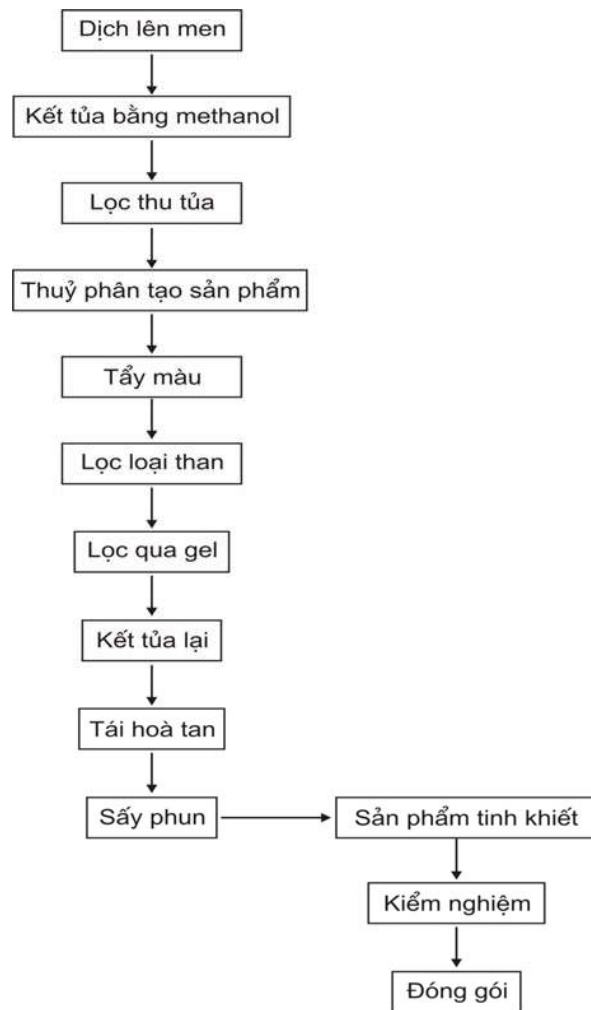 Dịch lên men
Kết tủa bằng methanol
Lọc thu tủa
Thuỷ phân tạo sản phẩm
Tẩy màu
Lọc loại than
Lọc qua gel
Kết tủa lại
Tái hoà tan
Sấy phun
Sản phẩm tinh khiết
Kiểm nghiệm
Đóng gói